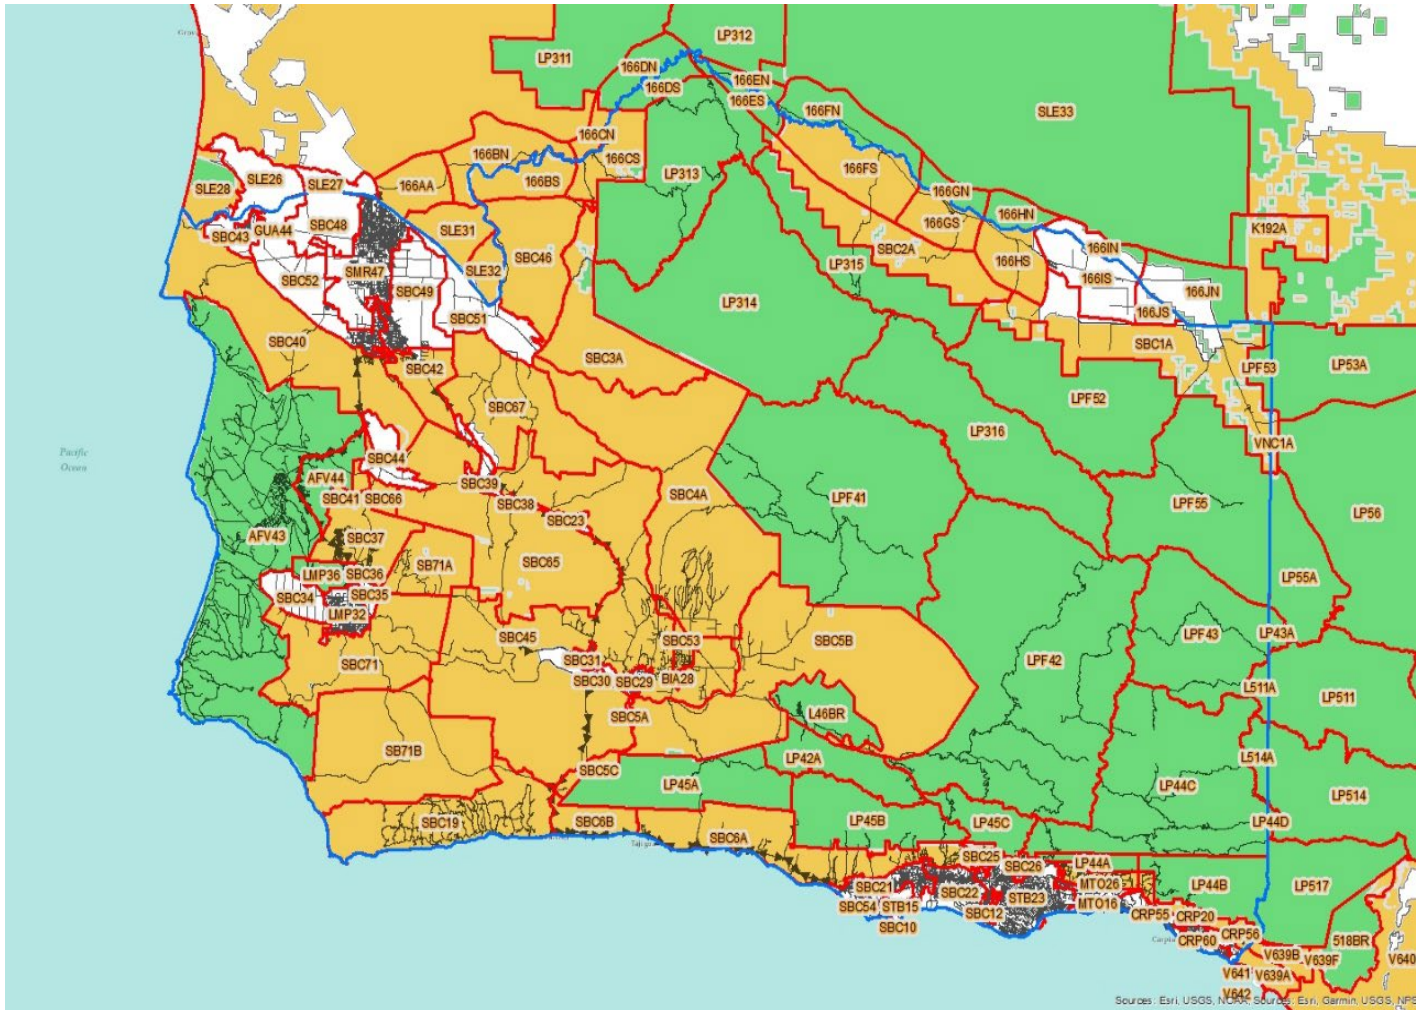 LP312
LP311
166DN
166DS
166EN
166ES
166FN
SLE33
166CN
166BN
166CS
166BS
166AA
LP313
166FS
SLE28
SLE26
SLE27
166GN
166HN
166GS
K192A
SBC43
GUA44
SBC48
SLE31
SBC46
SLE32
LP315
SBC2A
166HS
166IN
166IS
166JN
166JS
SBC52
SMR47
SBC49
SBC51
LP314
SBC40
SBC42
SBC3A
SBC1A
LPF53
LP53A
SBC67
LPF52
LP316
VNC1A
Pacific
Ocean
SBC44
AFV44
SBC41
SBC66
SBC39
SBC38
SBC23
SBC4A
LPF41
LPF55
LP56
AFV43
SBC37
LMP36
SBC36
SB71A
SBC65
LP55A
SBC34
SBC35
LMP32
SBC45
SBC53
SBC5B
LPF43
LP43A
SBC71
SBC31
SBC30
SBC29
BIA28
LPF42
L511A
LP511
SBC5A
L46BR
SB71B
SBC5C
LP42A
LP45A
L514A
LP44C
LP514
SBC19
SBC6B
SBC6A
LP45B
LP45C
LP44D
SBC25
SBC26
LP44A
SBC21
SBC22
STB23
MTO26
MTO16
LP44B
LP517
SBC54
STB15
SBC12
SBC10
CRP55
CRP20
CRP60
CRP56
518BR
V639B
V639F
V640
V641
V639A
V642
Sources: Esri, USGS, NOAA, Sources: Esri, Garmin, USGS, NPS